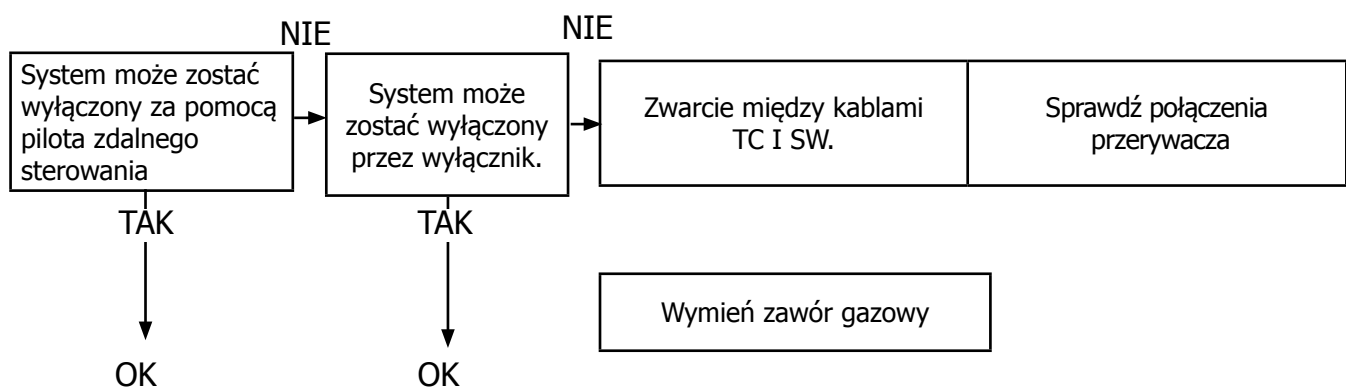 NIE
NIE
System może zostać
wyłączony za pomocą
pilota zdalnego
sterowania
System może
zostać wyłączony
przez wyłącznik.
Zwarcie między kablami
TC I SW.
Sprawdź połączenia
przerywacza
TAK
TAK
Wymień zawór gazowy
OK
OK